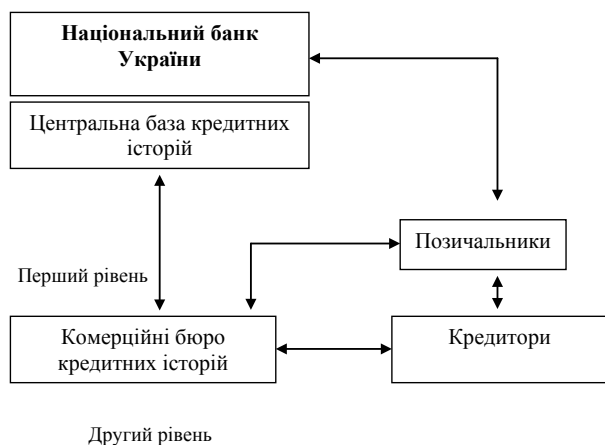 Національний банк
України
Центральна база кредитних
історій
Позичальники
Перший рівень
Комерційні бюро
кредитних історій
Кредитори
Другий рівень